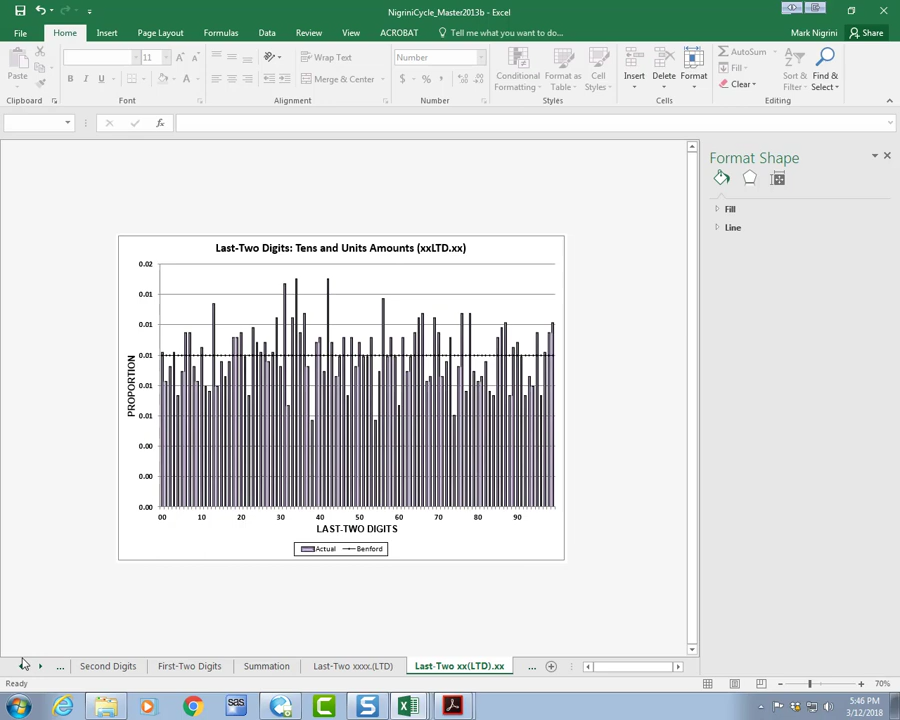 NigriniCycle_Master2013b - Excel
File Home Insert Page Layout Formulas Data Review View ACROBAT Tell me what you want to do... Mark Nigrini Share
Paste
Clipboard
11 A A
B I U A
Font
Wrap Text
Merge & Center
Alignment
Number
$ % ,
Number
Conditional Formatting
Format as Table
Cell Styles
Styles
Insert Delete Format
Cells
AutoSum
Fill
Clear
Sort & Filter
Find & Select
Editing
fx
Format Shape
Fill
Line
Last-Two Digits: Tens and Units Amounts (xxLTD.xx)
0.02
0.01
0.01
0.01
0.01
0.01
0.00
0.00
0.00
PROPORTION
00 10 20 30 40 50 60 70 80 90
LAST-TWO DIGITS
Actual Benford
... Second Digits First-Two Digits Summation Last-Two xxxx.(LTD) Last-Two xx(LTD).xx ...
Ready
70%
sas
S
5:46 PM
3/12/2018